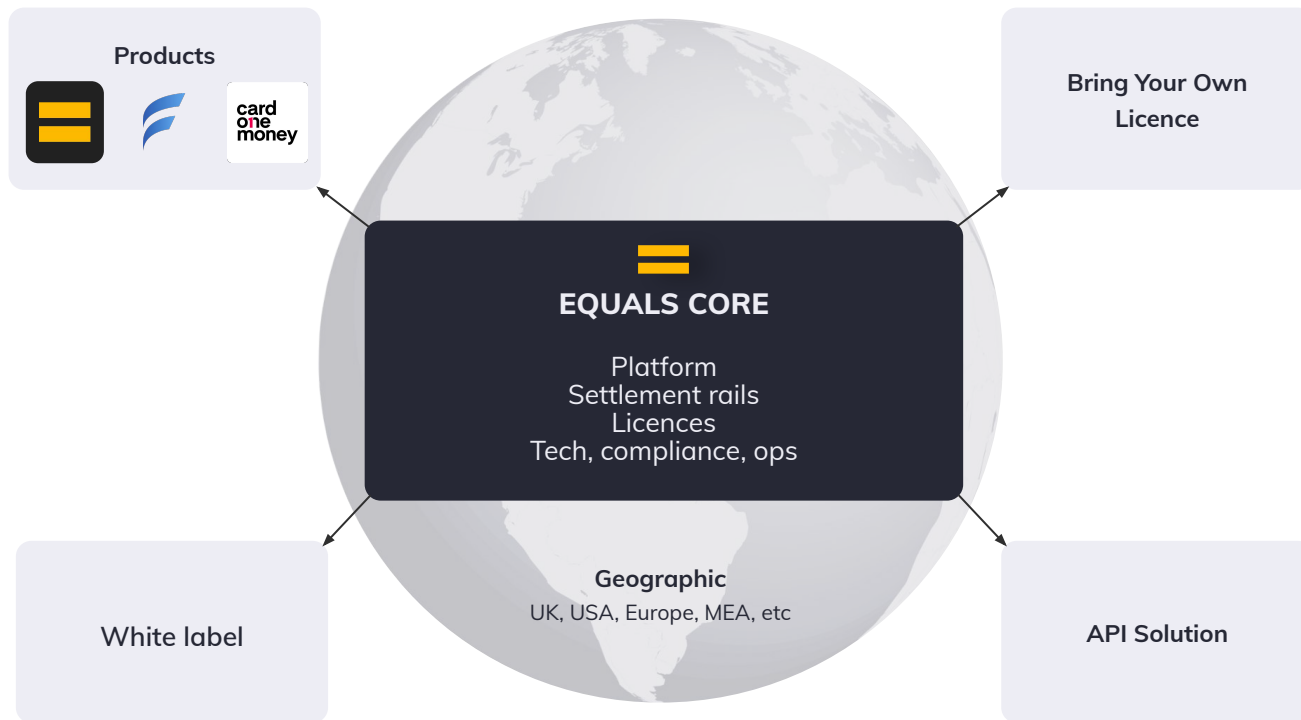 Products
card
one
money
Bring Your Own
Licence
EQUALS CORE
Platform
Settlement rails
Licences
Tech, compliance, ops
Geographic
UK, USA, Europe, MEA, etc
White label
API Solution